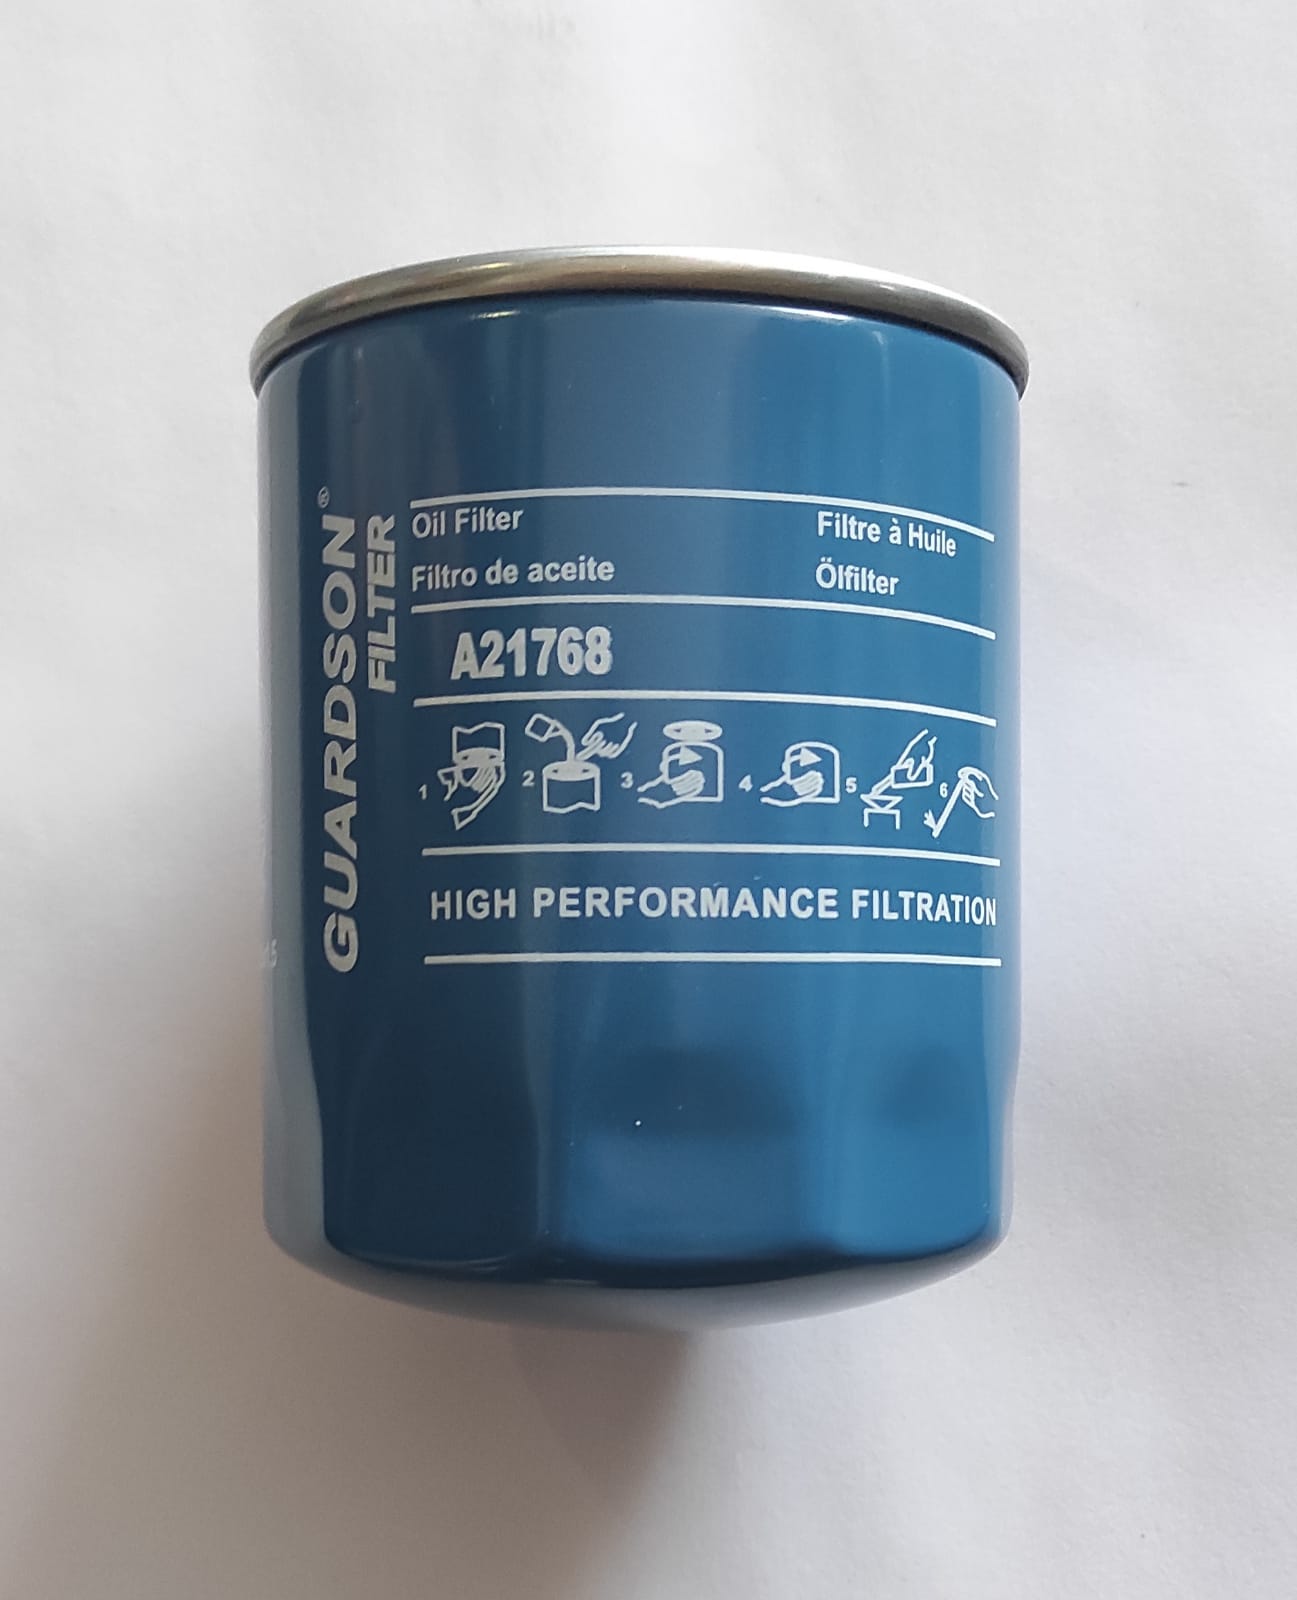 GUARDSON®
FILTER
Oil Filter
Filtre à Huile
Filtro de aceite
Ölfilter
A21768
1 2 3 4 5 6
HIGH PERFORMANCE FILTRATION